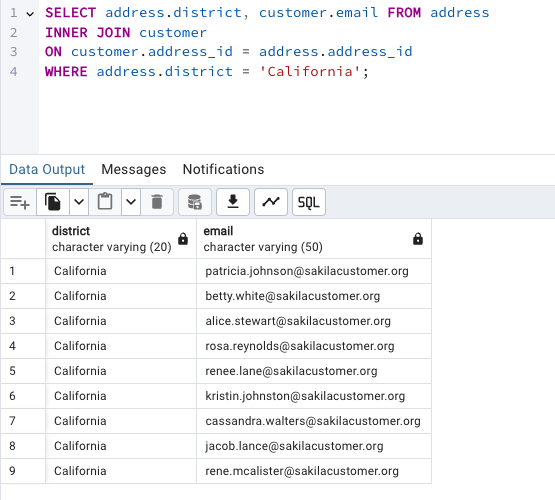 1 SELECT address.district, customer.email FROM address
2 INNER JOIN customer
3 ON customer.address_id = address.address_id
4 WHERE address.district = 'California';
Data Output Messages Notifications
SQL
district email
character varying (20) character varying (50)
1 California patricia.johnson@sakilacustomer.org
2 California betty.white@sakilacustomer.org
3 California alice.stewart@sakilacustomer.org
4 California rosa.reynolds@sakilacustomer.org
5 California renee.lane@sakilacustomer.org
6 California kristin.johnston@sakilacustomer.org
7 California cassandra.walters@sakilacustomer.org
8 California jacob.lance@sakilacustomer.org
9 California rene.mcalister@sakilacustomer.org